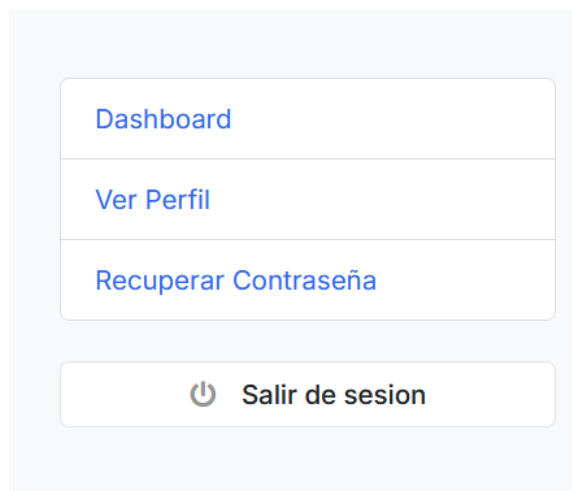 Dashboard
Ver Perfil
Recuperar Contraseña
Salir de sesion